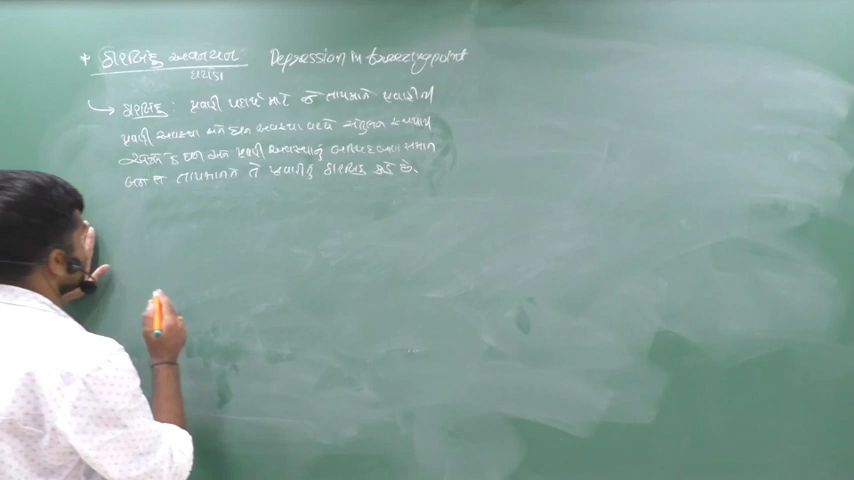 * ઠારબિંદુ અવનયન Depression in freezing point
ઘટાડો
ઠારબિંદુ : પ્રવાહી પદાર્થ માટે જે તાપમાને પ્રવાહીની
પ્રવાહી અવસ્થા અને ઘન અવસ્થા વચ્ચે સંતુલન સ્થપાય
ઘન અને પ્રવાહી અવસ્થાનું બાષ્પદબાણ સમાન
બને તે તાપમાનને તે પ્રવાહીનું ઠારબિંદુ કહે છે.